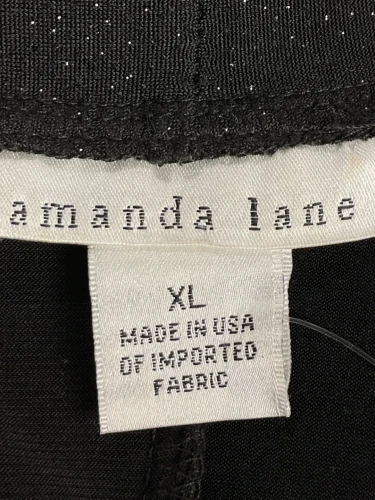 amanda lane
XL
MADE IN USA
OF IMPORTED
FABRIC